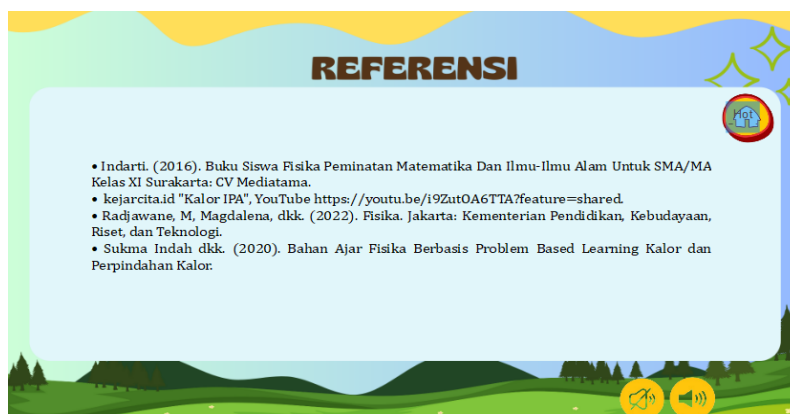 REFERENSI
Hot
• Indarti. (2016). Buku Siswa Fisika Peminatan Matematika Dan Ilmu-Ilmu Alam Untuk SMA/MA
Kelas XI Surakarta: CV Mediatama.
• kejarcita.id "Kalor IPA", YouTube https://youtu.be/i9ZutOA6TTA?feature=shared.
• Radjawane, M, Magdalena, dkk. (2022). Fisika. Jakarta: Kementerian Pendidikan, Kebudayaan,
Riset, dan Teknologi.
• Sukma Indah dkk. (2020). Bahan Ajar Fisika Berbasis Problem Based Learning Kalor dan
Perpindahan Kalor.